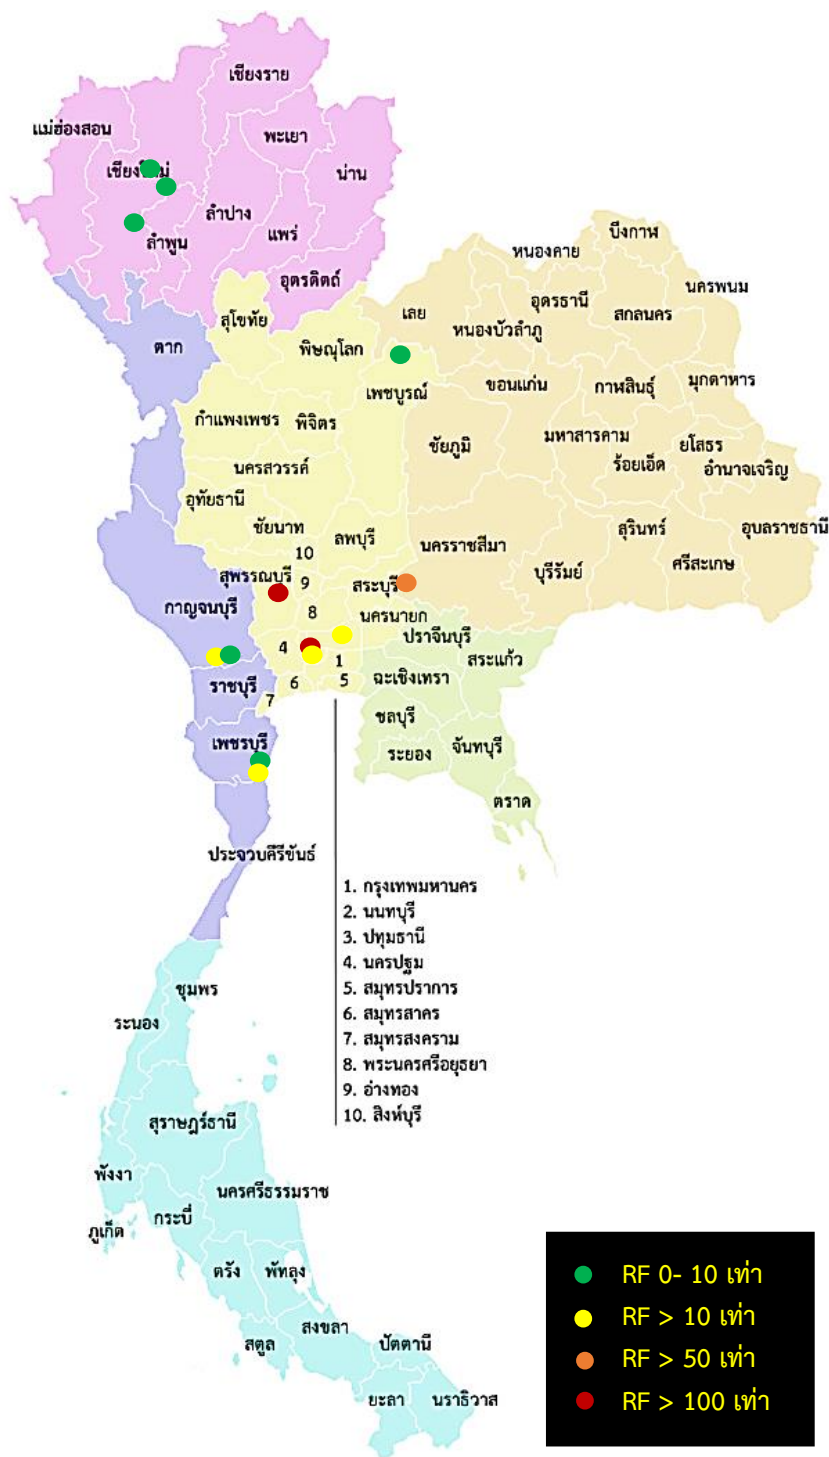 เชียงราย
แม่ฮ่องสอน
พะเยา
เชียงใหม่
น่าน
ลำปาง
ลำพูน
แพร่
อุตรดิตถ์
บึงกาฬ
หนองคาย
นครพนม
อุดรธานี
เลย
สกลนคร
สุโขทัย
หนองบัวลำภู
ตาก
พิษณุโลก
เพชบูรณ์
ขอนแก่น
กาฬสินธุ์
มุกดาหาร
กำแพงเพชร
พิจิตร
ชัยภูมิ
มหาสารคาม
ยโสธร
ร้อยเอ็ด
อำนาจเจริญ
นครสวรรค์
อุทัยธานี
ชัยนาท
ลพบุรี
นครราชสีมา
สุรินทร์
อุบลราชธานี
10
บุรีรัมย์
ศรีสะเกษ
สุพรรณบุรี
9
สระบุรี
กาญจนบุรี
8
นครนายก
ปราจีนบุรี
4
1
สระแก้ว
ราชบุรี
6
5
ฉะเชิงเทรา
7
ชลบุรี
เพชรบุรี
ระยอง
จันทบุรี
ตราด
ประจวบคีรีขันธ์
1. กรุงเทพมหานคร
2. นนทบุรี
3. ปทุมธานี
4. นครปฐม
5. สมุทรปราการ
6. สมุทรสาคร
7. สมุทรสงคราม
8. พระนครศรีอยุธยา
9. อ่างทอง
10. สิงห์บุรี
ชุมพร
ระนอง
สุราษฎร์ธานี
พังงา
นครศรีธรรมราช
กระบี่
ภูเก็ต
ตรัง
พัทลุง
สงขลา
สตูล
ปัตตานี
ยะลา
นราธิวาส
RF 0- 10 เท่า
RF > 10 เท่า
RF > 50 เท่า
RF > 100 เท่า